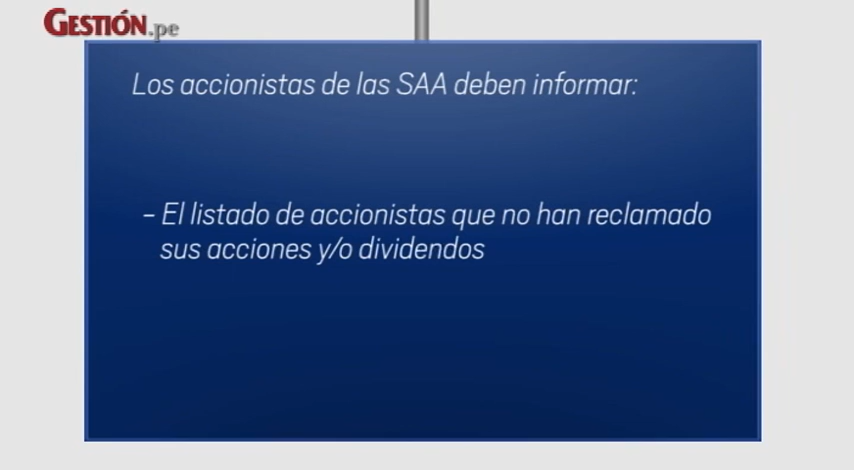 GESTIÓN.pe
Los accionistas de las SAA deben informar:
- El listado de accionistas que no han reclamado
sus acciones y/o dividendos